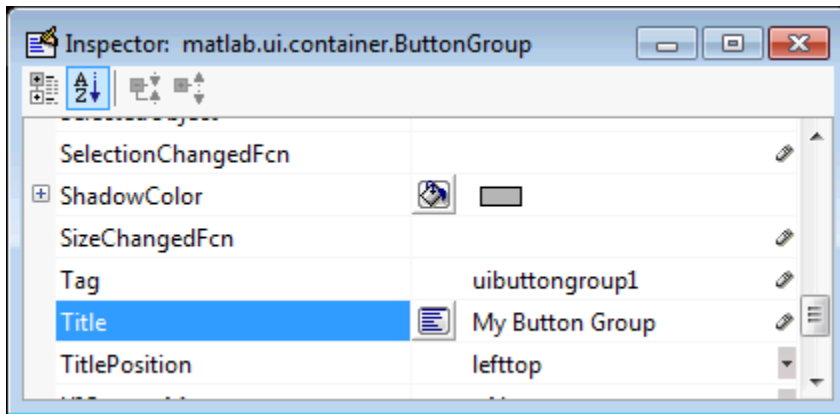 Inspector: matlab.ui.container.ButtonGroup
SelectionChangedFcn
ShadowColor
SizeChangedFcn
Tag uibuttongroup1
Title My Button Group
TitlePosition lefttop